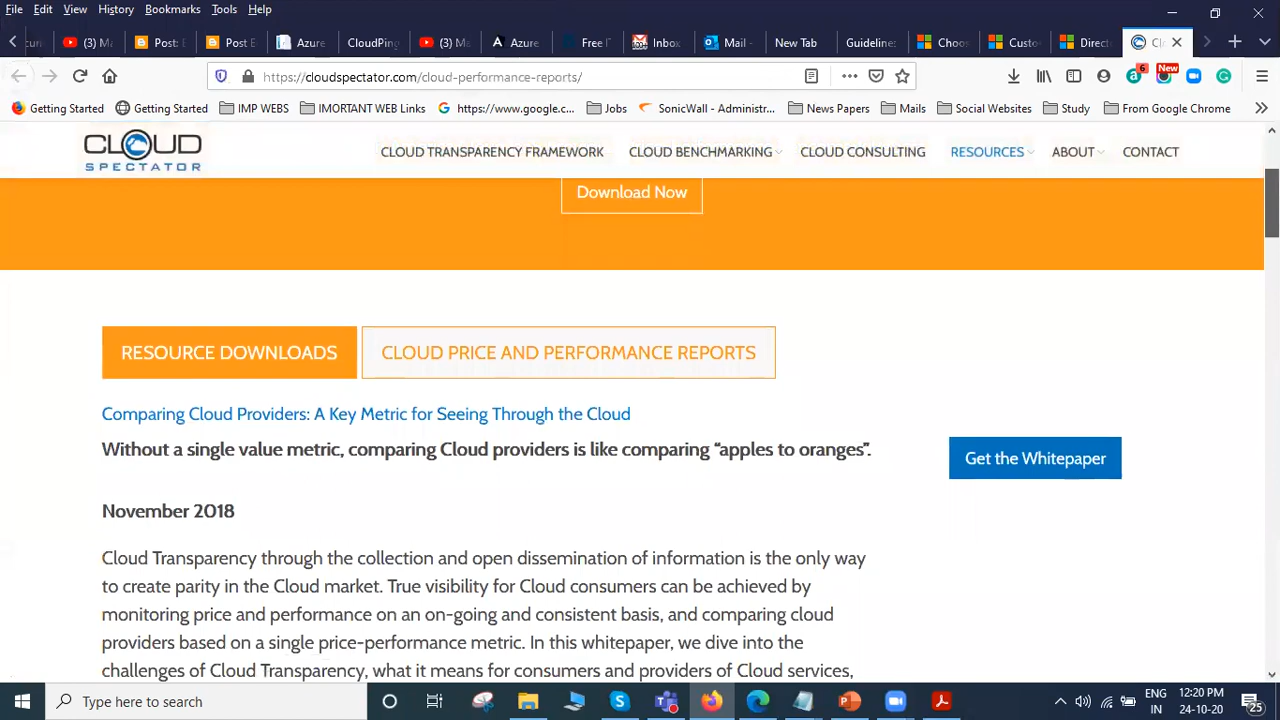 File Edit View History Bookmarks Tools Help
(3) M
Post:
Post E
Azure
CloudPing
(3) M
Azure
Free I
Inbox
Mail -
New Tab
Guideline
Choo
Custo
Direct
https://cloudspectator.com/cloud-performance-reports/
6
New
Getting Started Getting Started IMP WEBS IMORTANT WEB Links https://www.google.c... Jobs SonicWall - Administr... News Papers Mails Social Websites Study From Google Chrome
CLOUD
SPECTATOR
CLOUD TRANSPARENCY FRAMEWORK CLOUD BENCHMARKING CLOUD CONSULTING RESOURCES ABOUT CONTACT
Download Now
RESOURCE DOWNLOADS CLOUD PRICE AND PERFORMANCE REPORTS
Comparing Cloud Providers: A Key Metric for Seeing Through the Cloud
Without a single value metric, comparing Cloud providers is like comparing “apples to oranges”.
Get the Whitepaper
November 2018
Cloud Transparency through the collection and open dissemination of information is the only way
to create parity in the Cloud market. True visibility for Cloud consumers can be achieved by
monitoring price and performance on an on-going and consistent basis, and comparing cloud
providers based on a single price-performance metric. In this whitepaper, we dive into the
challenges of Cloud Transparency, what it means for consumers and providers of Cloud services,
Type here to search
ENG
IN
12:20 PM
24-10-20
25